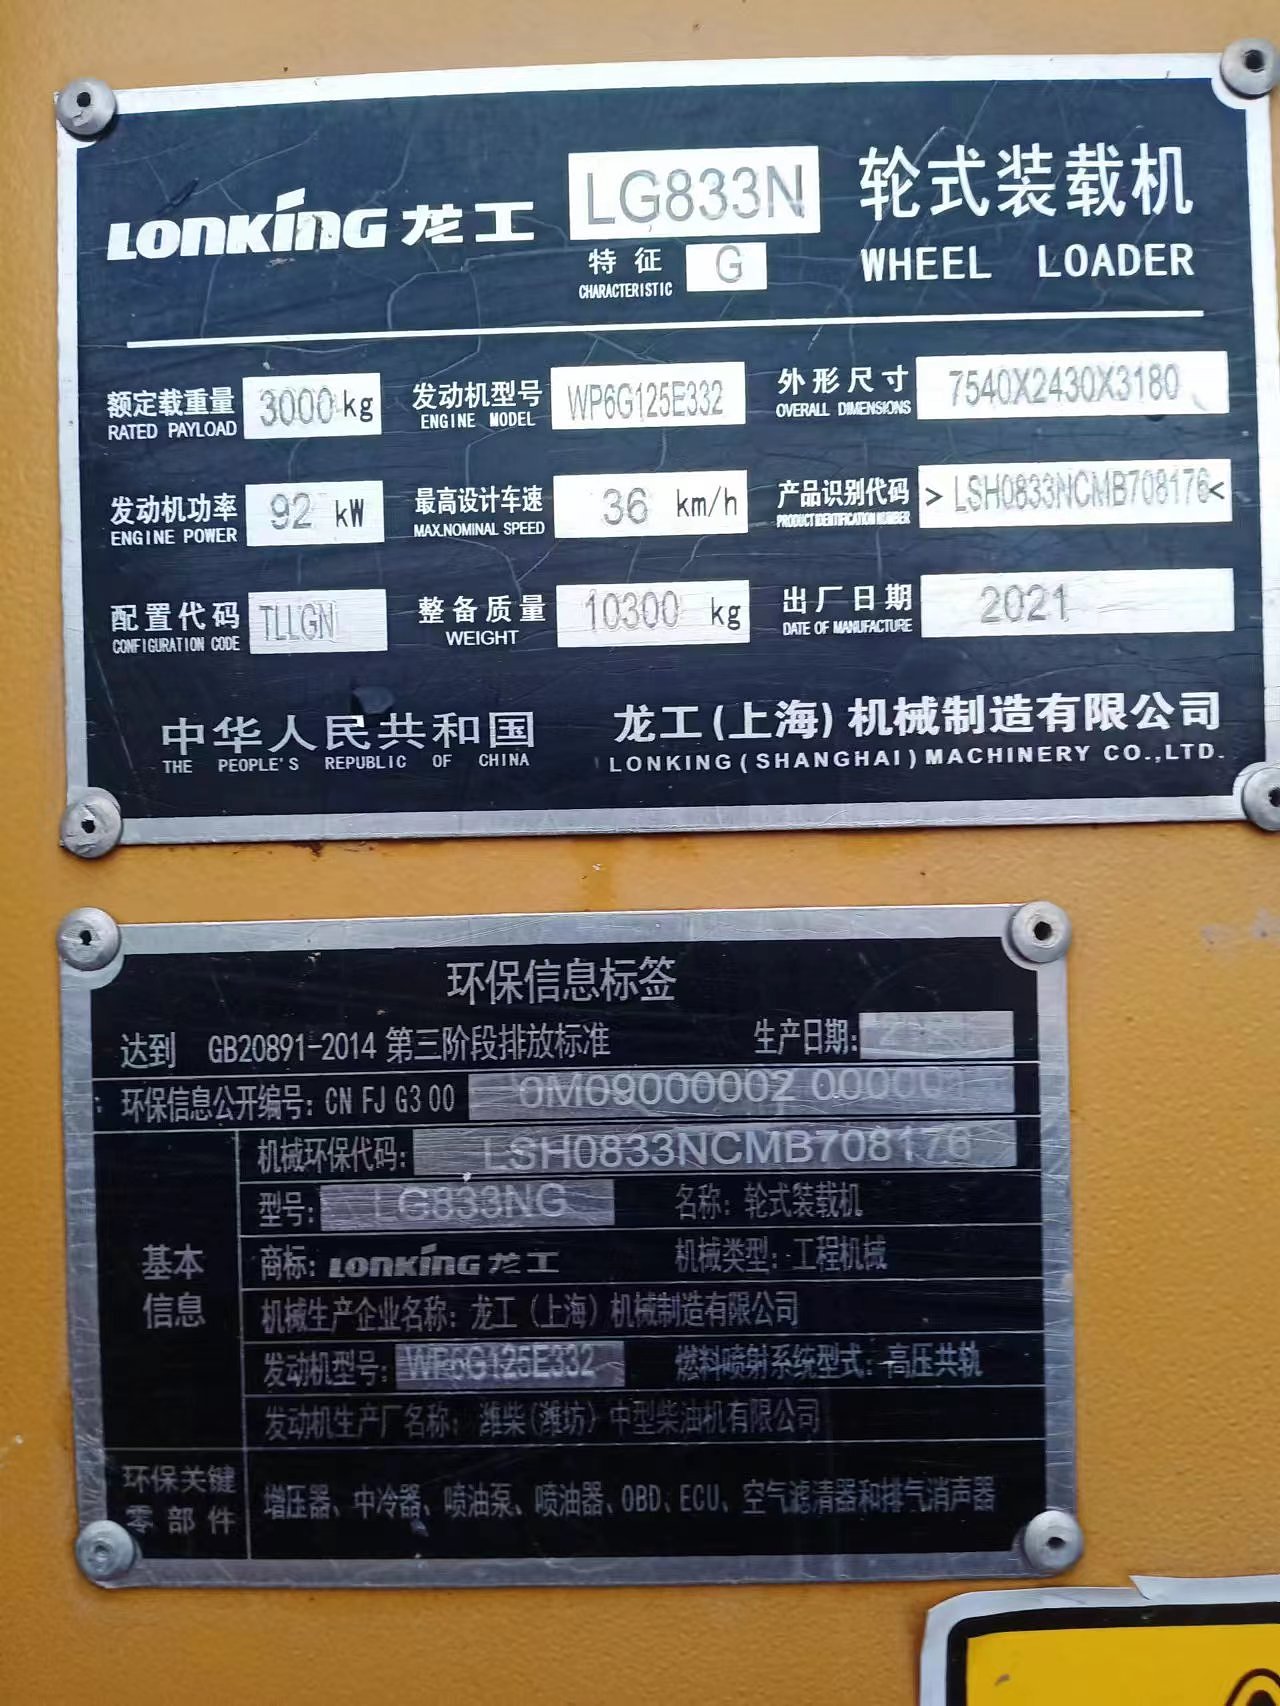 LONKING 龙工 LG833N 轮式装载机
特征 G WHEEL LOADER
CHARACTERISTIC
额定载重量 3000 kg 发动机型号 WP6G125E332 外形尺寸 7540X2430X3180
RATED PAYLOAD ENGINE MODEL OVERALL DIMENSIONS
发动机功率 92 kW 最高设计车速 36 km/h 产品识别代码 >LSH0833NCMB708176<
ENGINE POWER MAX.NOMINAL SPEED PRODUCT IDENTIFICATION NUMBER
配置代码 TLLGN 整备质量 10300 kg 出厂日期 2021
CONFIGURATION CODE WEIGHT DATE OF MANUFACTURE
中华人民共和国 龙工(上海)机械制造有限公司
THE PEOPLE'S REPUBLIC OF CHINA LONKING(SHANGHAI)MACHINERY CO.,LTD.
环保信息标签
达到 GB20891-2014 第三阶段排放标准 生产日期:
环保信息公开编号: CN FJ G3 00 0M09000002
机械环保代码: LSH0833NCMB708176
型号: LG833NG 名称: 轮式装载机
基本信息
商标: LONKING 龙工 机械类型: 工程机械
机械生产企业名称: 龙工(上海)机械制造有限公司
发动机型号: WP6G125E332 燃料喷射系统型式: 高压共轨
发动机生产厂名称: 潍柴(潍坊)中型柴油机有限公司
环保关键零部件 增压器、中冷器、喷油泵、喷油器、OBD、ECU、空气滤清器和排气消声器